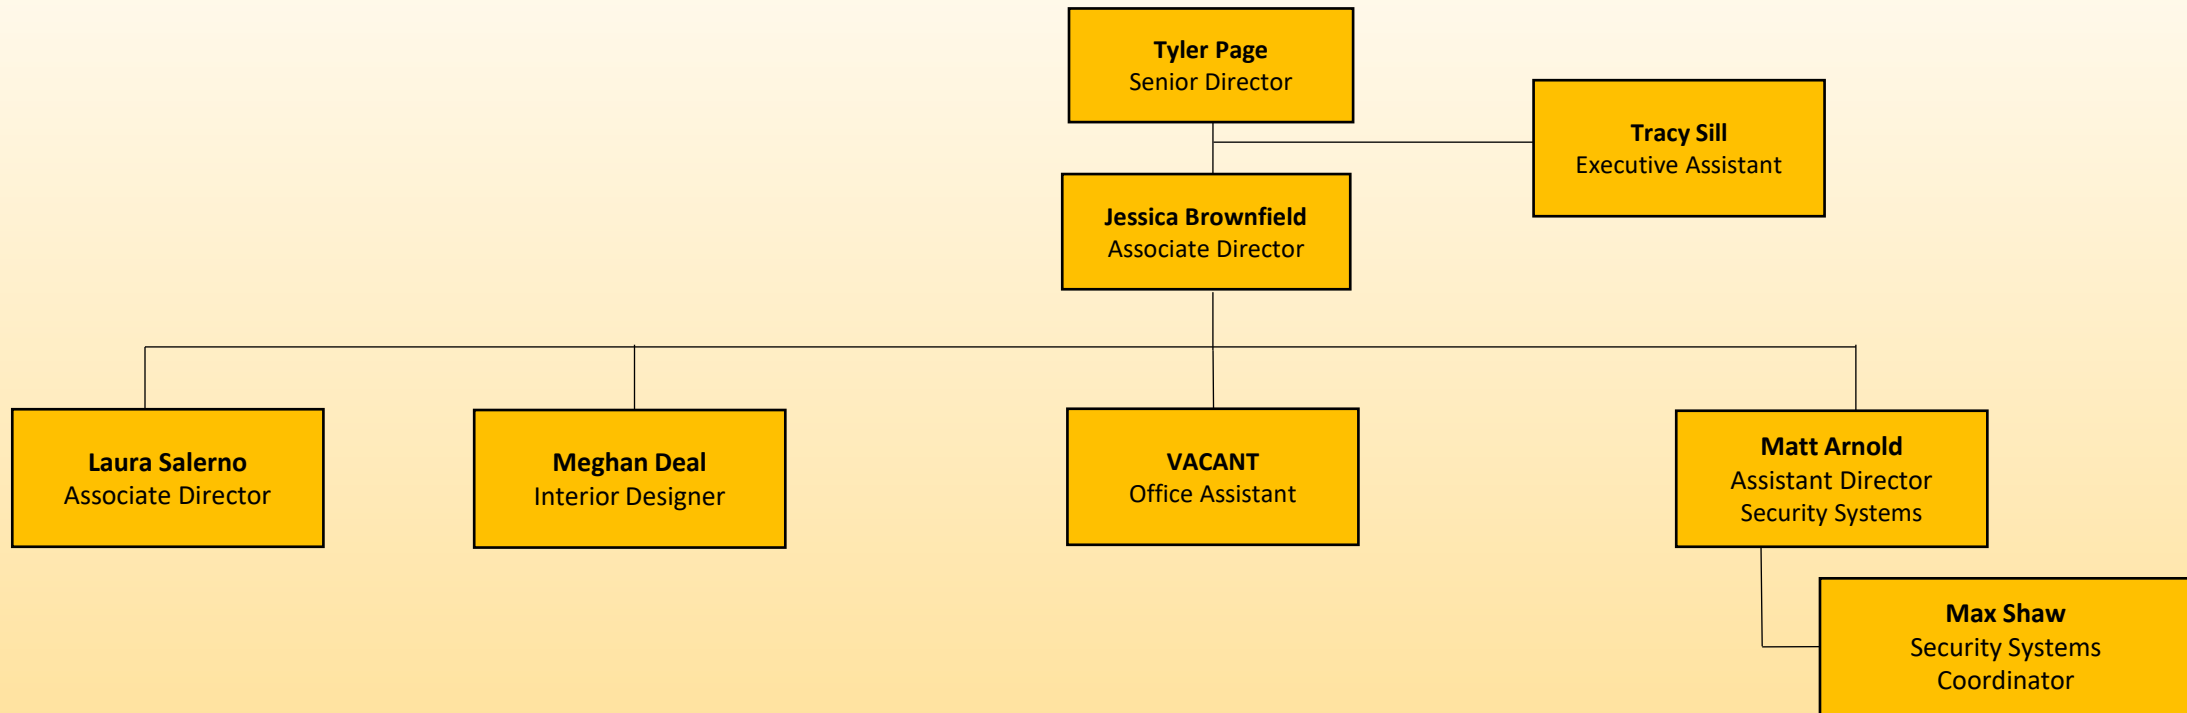 Tyler Page
Senior Director
Tracy Sill
Executive Assistant
Jessica Brownfield
Associate Director
Laura Salerno
Associate Director
Meghan Deal
Interior Designer
VACANT
Office Assistant
Matt Arnold
Assistant Director
Security Systems
Max Shaw
Security Systems
Coordinator